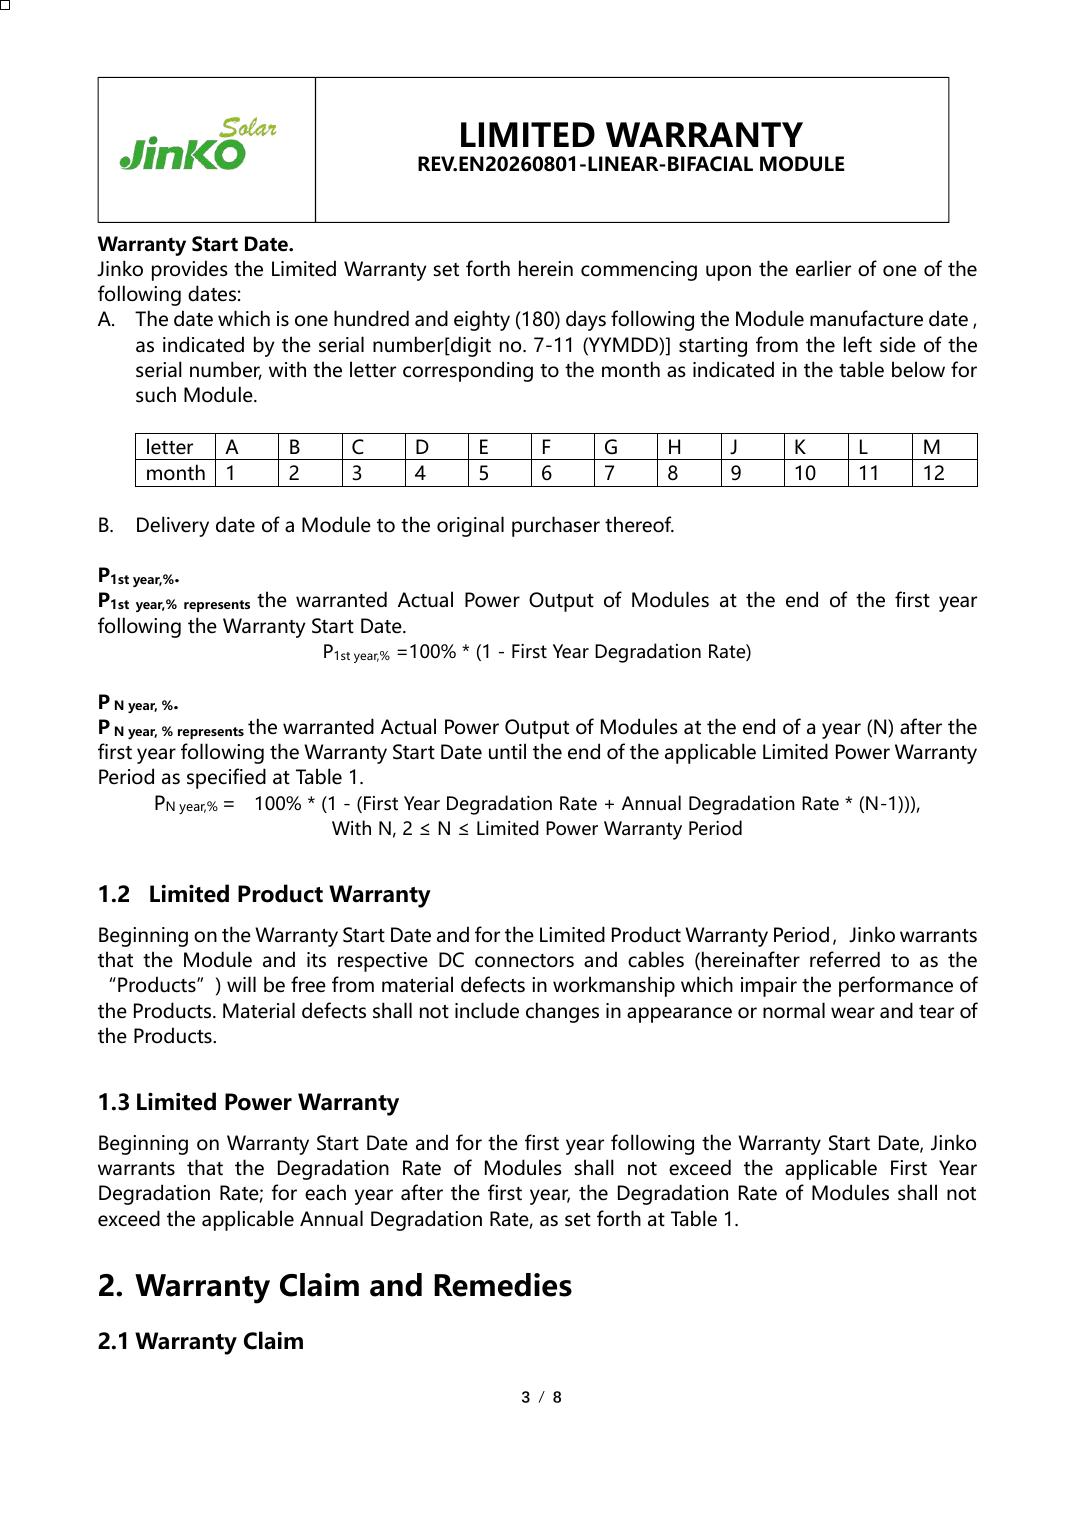 Solar
JinKO
LIMITED WARRANTY
REV.EN20260801-LINEAR-BIFACIAL MODULE
Warranty Start Date.
Jinko provides the Limited Warranty set forth herein commencing upon the earlier of one of the
following dates:
A. The date which is one hundred and eighty (180) days following the Module manufacture date ,
as indicated by the serial number[digit no. 7-11 (YYMDD)] starting from the left side of the
serial number, with the letter corresponding to the month as indicated in the table below for
such Module.
letter A B C D E F G H J K L M
month 1 2 3 4 5 6 7 8 9 10 11 12
B. Delivery date of a Module to the original purchaser thereof.
P1st year,%.
P1st year,% represents the warranted Actual Power Output of Modules at the end of the first year
following the Warranty Start Date.
P1st year,% =100% * (1 - First Year Degradation Rate)
P N year, %.
P N year, % represents the warranted Actual Power Output of Modules at the end of a year (N) after the
first year following the Warranty Start Date until the end of the applicable Limited Power Warranty
Period as specified at Table 1.
PN year,% = 100% * (1 - (First Year Degradation Rate + Annual Degradation Rate * (N-1))),
With N, 2 ≤ N ≤ Limited Power Warranty Period
1.2 Limited Product Warranty
Beginning on the Warranty Start Date and for the Limited Product Warranty Period，Jinko warrants
that the Module and its respective DC connectors and cables (hereinafter referred to as the
“Products” ) will be free from material defects in workmanship which impair the performance of
the Products. Material defects shall not include changes in appearance or normal wear and tear of
the Products.
1.3 Limited Power Warranty
Beginning on Warranty Start Date and for the first year following the Warranty Start Date, Jinko
warrants that the Degradation Rate of Modules shall not exceed the applicable First Year
Degradation Rate; for each year after the first year, the Degradation Rate of Modules shall not
exceed the applicable Annual Degradation Rate, as set forth at Table 1.
2. Warranty Claim and Remedies
2.1 Warranty Claim
3 / 8